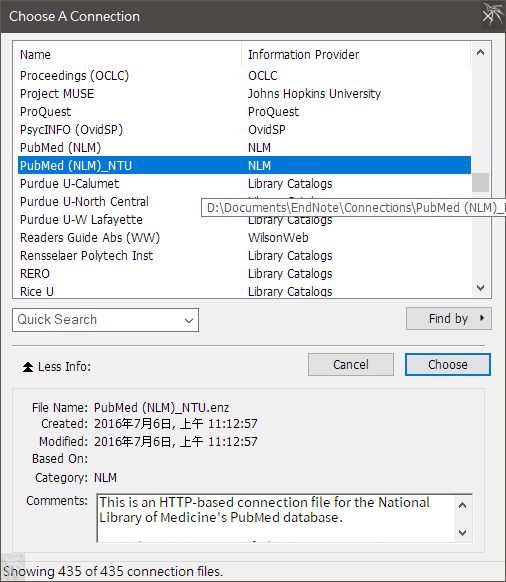 Choose A Connection
Name Information Provider
Proceedings (OCLC) OCLC
Project MUSE Johns Hopkins University
ProQuest ProQuest
PsycINFO (OvidSP) OvidSP
PubMed (NLM) NLM
PubMed (NLM)_NTU NLM
Purdue U-Calumet Library Catalogs
Purdue U-North Central Library Catalogs
D:\Documents\EndNote\Connections\PubMed (NLM)_
Purdue U-W Lafayette Library Catalogs
Readers Guide Abs (WW) WilsonWeb
Rensselaer Polytech Inst Library Catalogs
RERO Library Catalogs
Rice U Library Catalogs
Quick Search Find by
Less Info: Cancel Choose
File Name: PubMed (NLM)_NTU.enz
Created: 2016年7月6日, 上午 11:12:57
Modified: 2016年7月6日, 上午 11:12:57
Based On:
Category: NLM
Comments: This is an HTTP-based connection file for the National
Library of Medicine's PubMed database.
Showing 435 of 435 connection files.